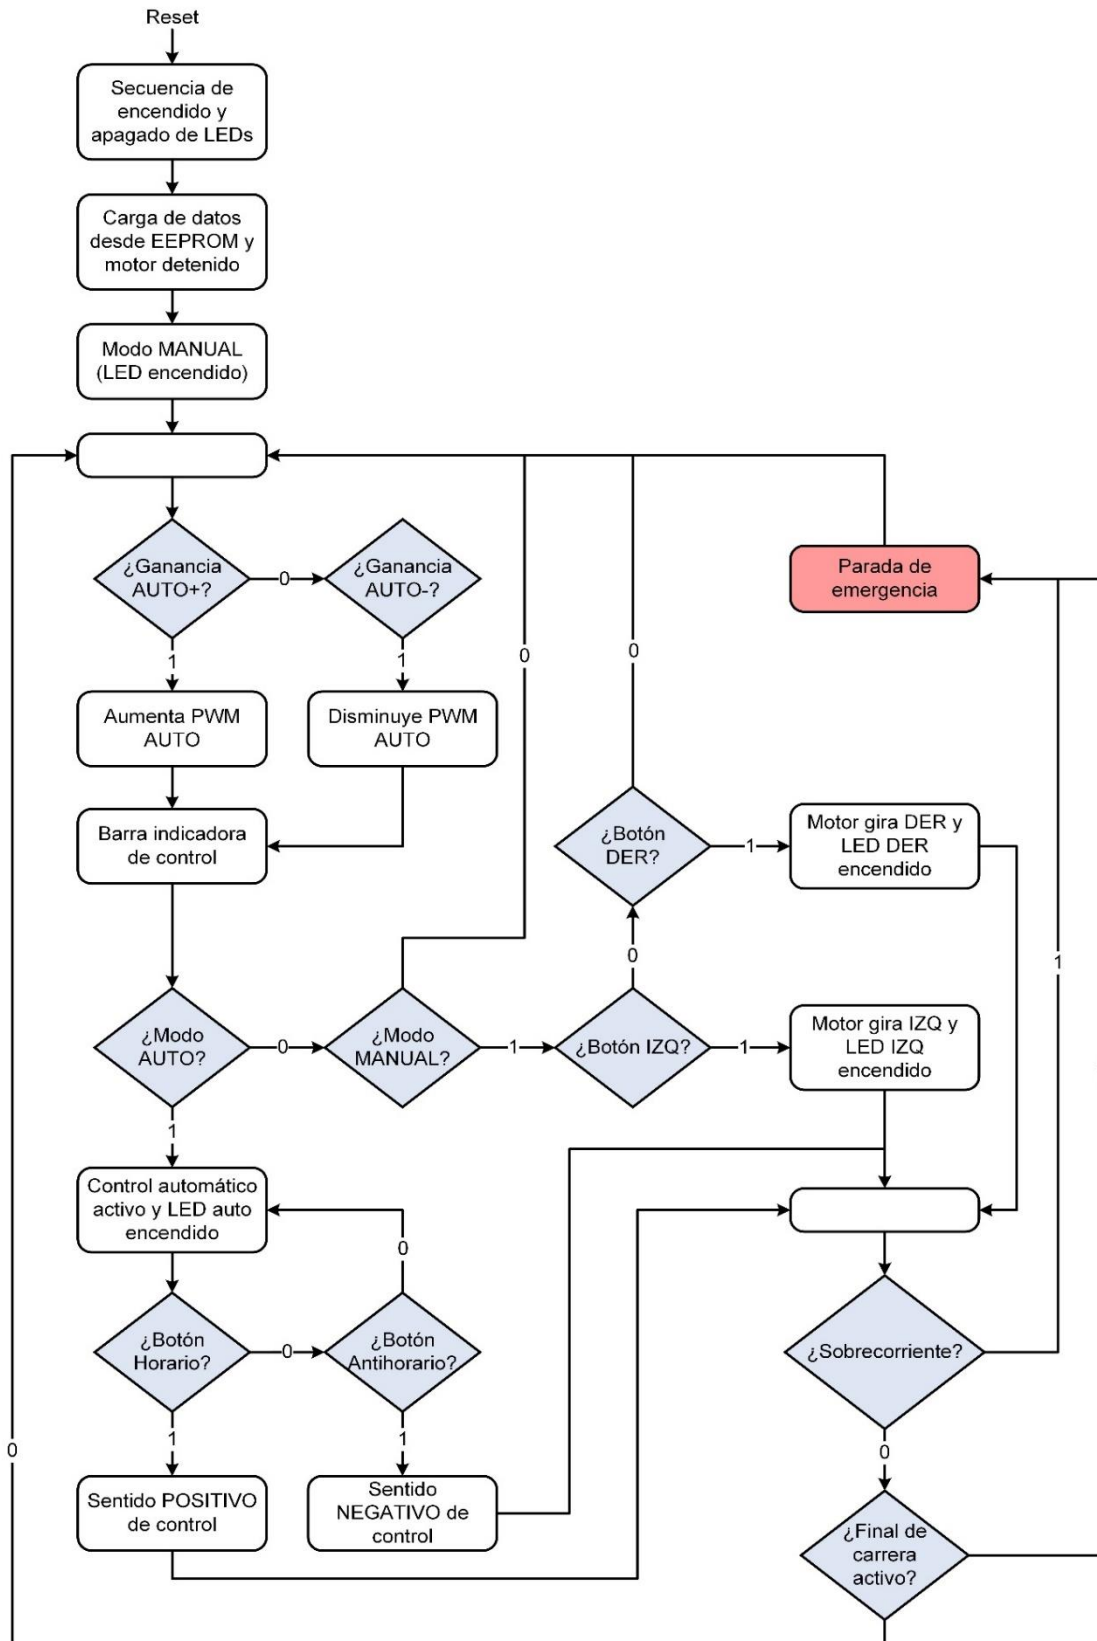 Reset
Secuencia de
encendido y
apagado de LEDs
Carga de datos
desde EEPROM y
motor detenido
Modo MANUAL
(LED encendido)
¿Ganancia
AUTO+?
0
¿Ganancia
AUTO-?
Parada de
emergencia
1
1
0
0
Aumenta PWM
AUTO
Disminuye PWM
AUTO
Barra indicadora
de control
¿Botón
DER?
1
Motor gira DER y
LED DER
encendido
0
1
¿Modo
AUTO?
0
¿Modo
MANUAL?
1
¿Botón IZQ?
1
Motor gira IZQ y
LED IZQ
encendido
1
Control automático
activo y LED auto
encendido
0
¿Botón
Horario?
0
¿Botón
Antihorario?
¿Sobrecorriente?
1
1
0
0
Sentido POSITIVO
de control
Sentido
NEGATIVO de
control
¿Final de
carrera
activo?